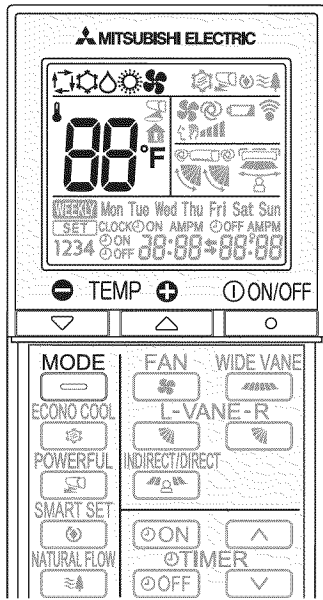 MITSUBISHI ELECTRIC
88°F
WEEKLY Mon Tue Wed Thu Fri Sat Sun
SET CLOCK ON AMPM OFF AMPM
1234 ON OFF 88:88 88:88
TEMP ON/OFF
MODE FAN WIDE VANE
ECONO COOL L-VANE-R
POWERFUL INDIRECT/DIRECT
SMART SET
ON
NATURAL FLOW TIMER
OFF